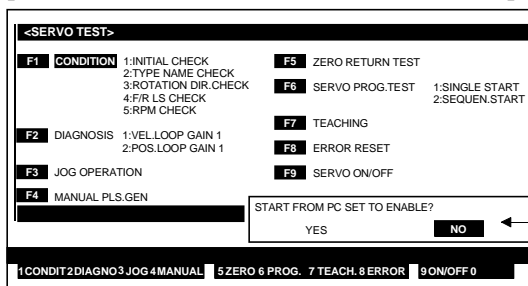 <SERVO TEST>
F1 CONDITION 1:INITIAL CHECK
2:TYPE NAME CHECK
3:ROTATION DIR.CHECK
4:F/R LS CHECK
5:RPM CHECK
F2 DIAGNOSIS 1:VEL.LOOP GAIN 1
2:POS.LOOP GAIN 1
F3 JOG OPERATION
F4 MANUAL PLS.GEN
F5 ZERO RETURN TEST
F6 SERVO PROG.TEST 1:SINGLE START
2:SEQUEN.START
F7 TEACHING
F8 ERROR RESET
F9 SERVO ON/OFF
START FROM PC SET TO ENABLE?
YES NO
1CONDIT2DIAGNO3JOG4MANUAL 5ZERO 6 PROG. 7 TEACH. 8 ERROR 9ON/OFF 0